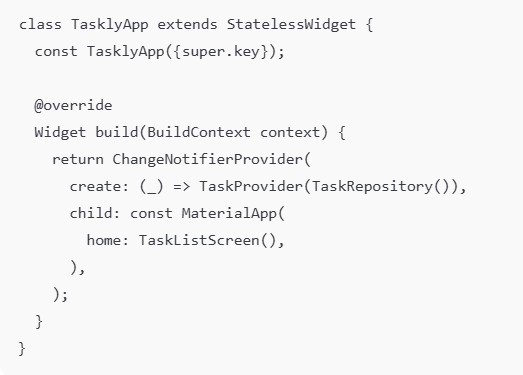 class TasklyApp extends StatelessWidget {
  const TasklyApp({super.key});

  @override
  Widget build(BuildContext context) {
    return ChangeNotifierProvider(
      create: (_) => TaskProvider(TaskRepository()),
      child: const MaterialApp(
        home: TaskListScreen(),
      ),
    );
  }
}